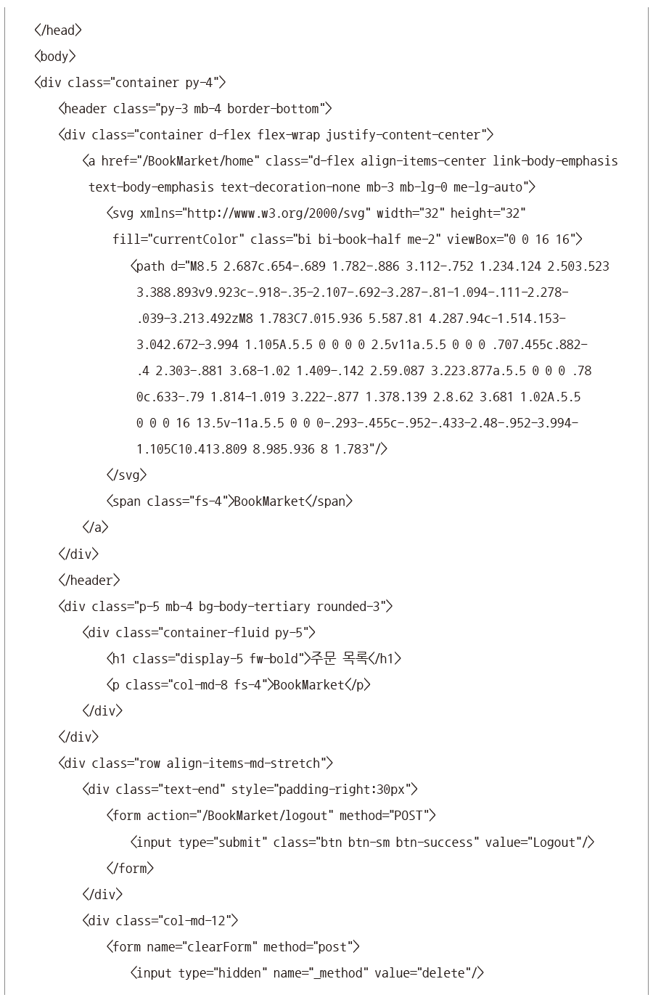 </head>
<body>
<div class="container py-4">
<header class="py-3 mb-4 border-bottom">
<div class="container d-flex flex-wrap justify-content-center">
<a href="/BookMarket/home" class="d-flex align-items-center link-body-emphasis
text-body-emphasis text-decoration-none mb-3 mb-lg-0 me-lg-auto">
<svg xmlns="http://www.w3.org/2000/svg" width="32" height="32"
fill="currentColor" class="bi bi-book-half me-2" viewBox="0 0 16 16">
<path d="M8.5 2.687c.654-.689 1.782-.886 3.112-.752 1.234.124 2.503.523
3.388.893v9.923c-.918-.35-2.107-.692-3.287-.81-1.094-.111-2.278-
.039-3.213.492zM8 1.783C7.015.936 5.587.81 4.287.94c-1.514.153-
3.042.672-3.994 1.105A.5.5 0 0 0 0 2.5v11a.5.5 0 0 0 .707.455c.882-
.4 2.303-.881 3.68-1.02 1.409-.142 2.59.087 3.223.877a.5.5 0 0 0 .78
0c.633-.79 1.814-1.019 3.222-.877 1.378.139 2.8.62 3.681 1.02A.5.5
0 0 0 16 13.5v-11a.5.5 0 0 0-.293-.455c-.952-.433-2.48-.952-3.994-
1.105C10.413.809 8.985.936 8 1.783"/>
</svg>
<span class="fs-4">BookMarket</span>
</a>
</div>
</header>
<div class="p-5 mb-4 bg-body-tertiary rounded-3">
<div class="container-fluid py-5">
<h1 class="display-5 fw-bold">주문 목록</h1>
<p class="col-md-8 fs-4">BookMarket</p>
</div>
</div>
<div class="row align-items-md-stretch">
<div class="text-end" style="padding-right:30px">
<form action="/BookMarket/logout" method="POST">
<input type="submit" class="btn btn-sm btn-success" value="Logout"/>
</form>
</div>
<div class="col-md-12">
<form name="clearForm" method="post">
<input type="hidden" name="_method" value="delete"/>